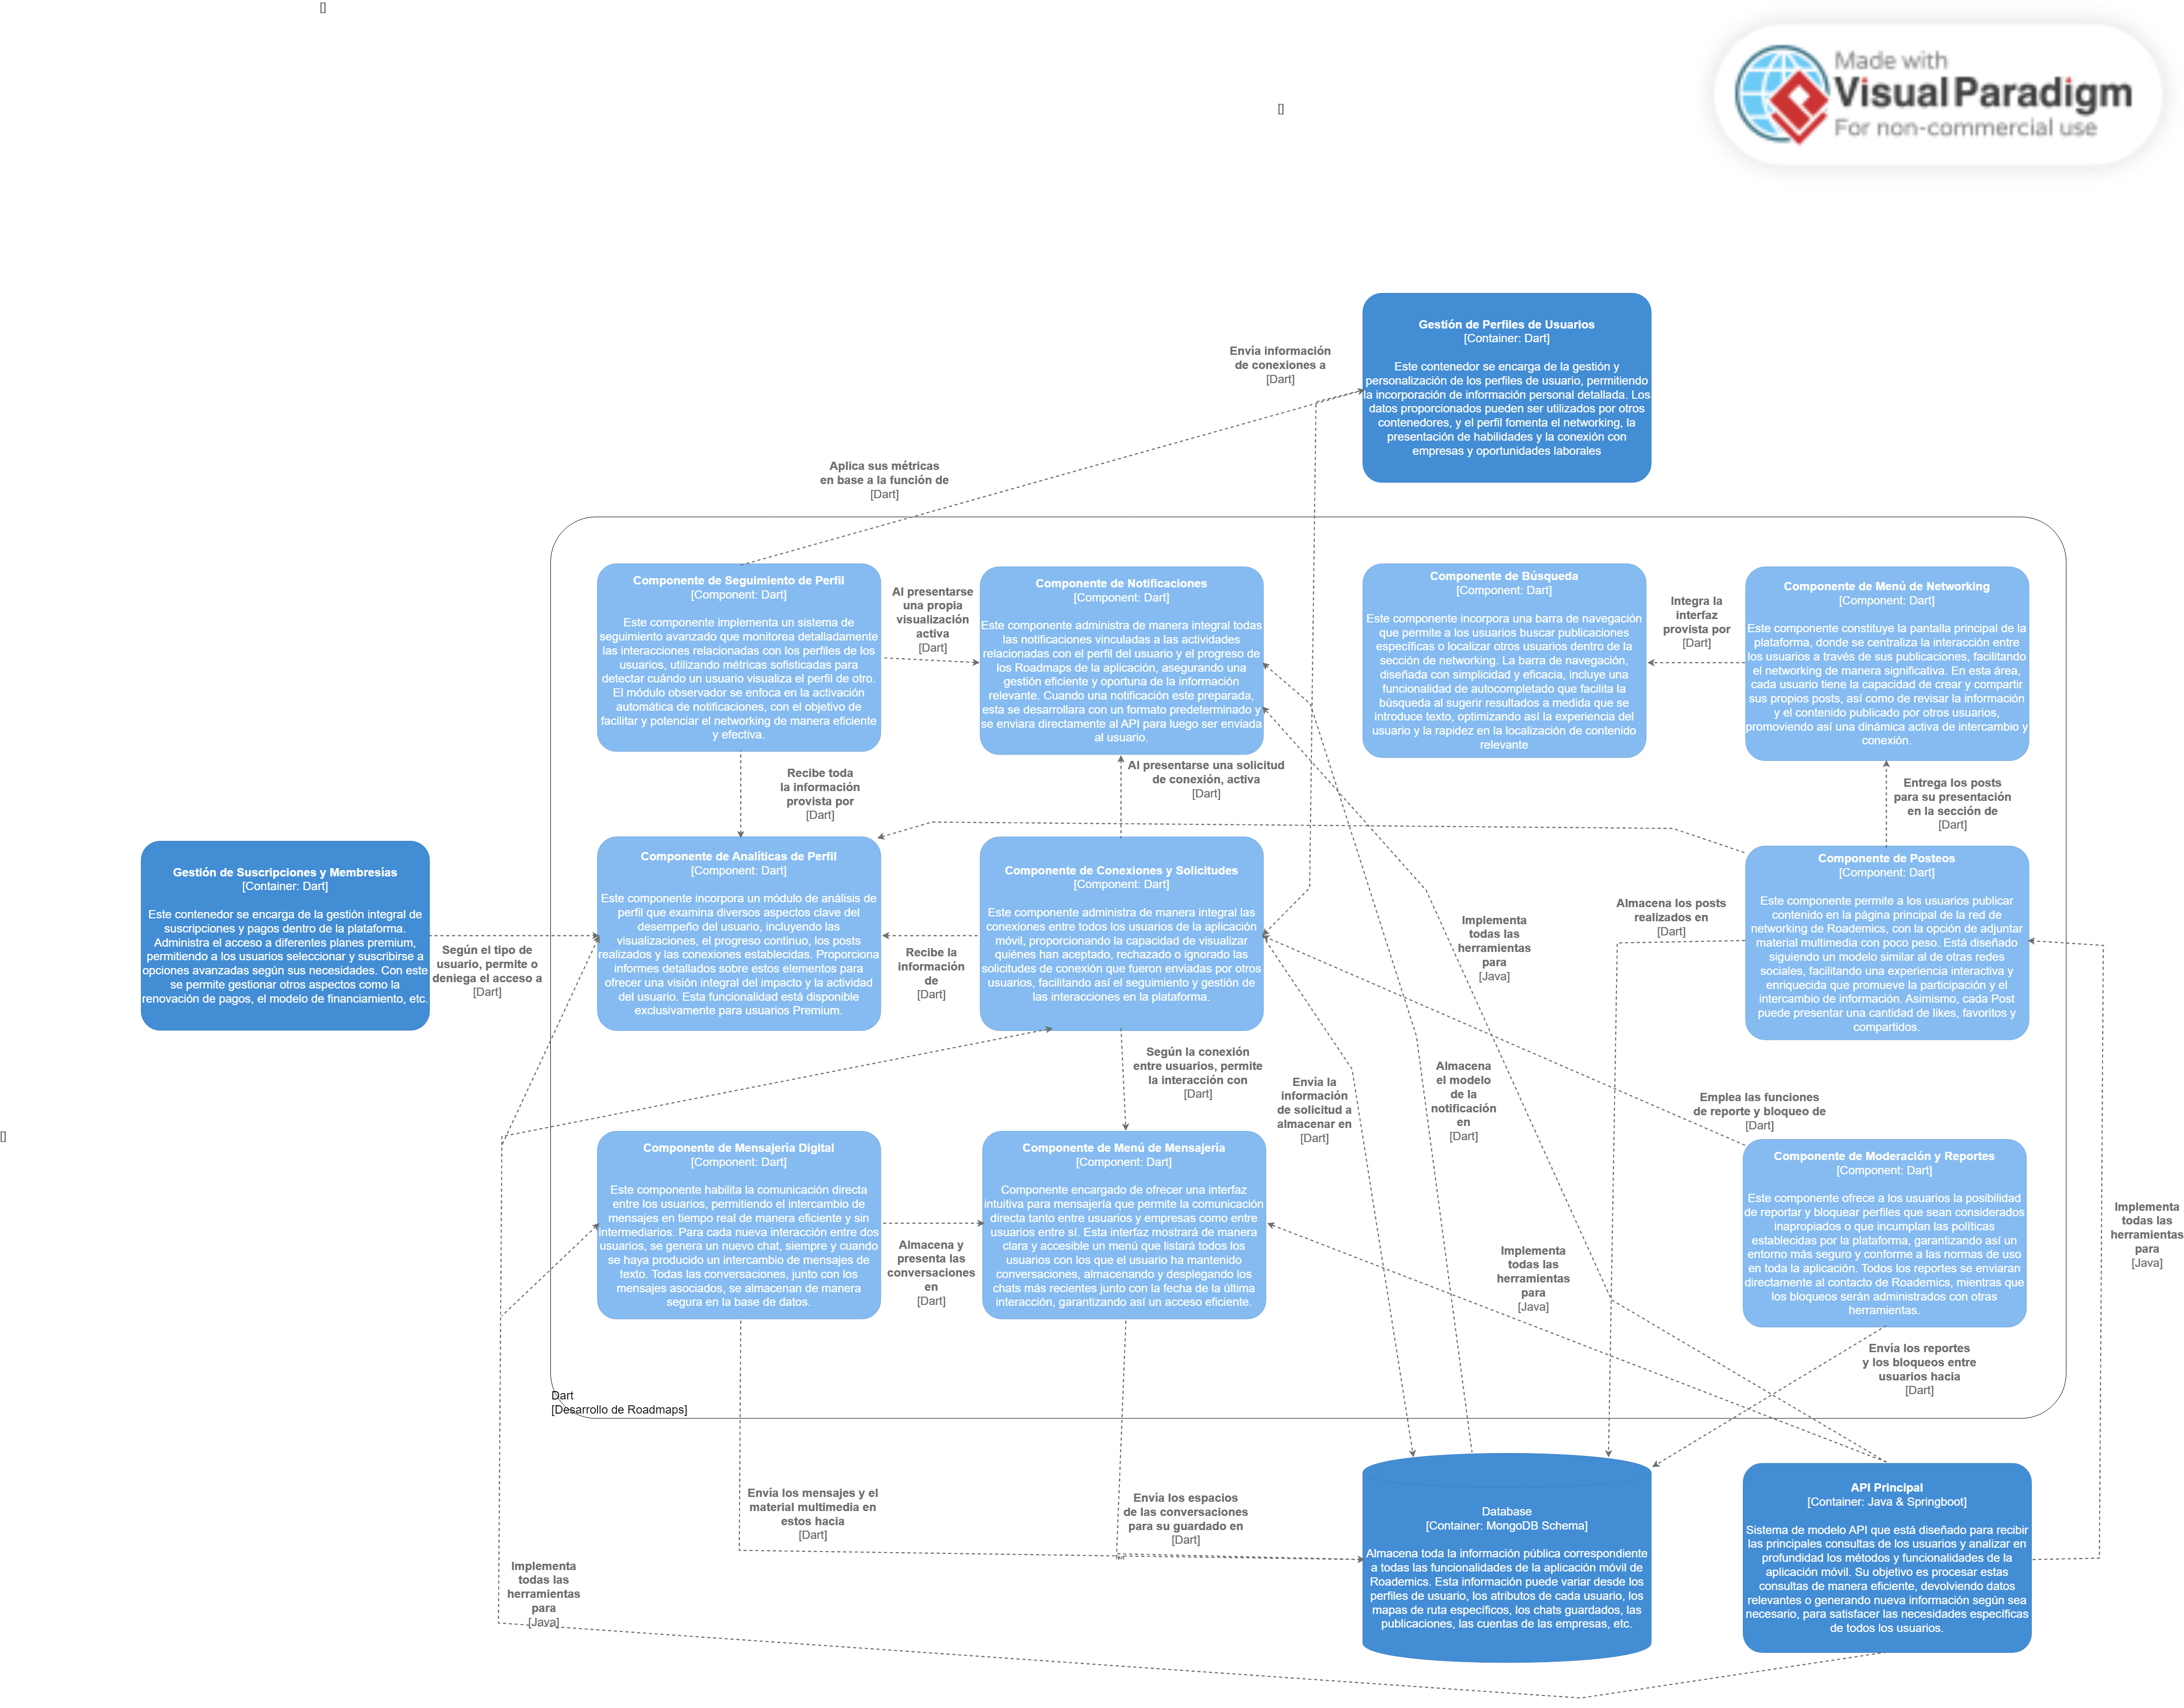 []
[]
Made with
Visual Paradigm
For non-commercial use
Gestión de Perfiles de Usuarios
[Container: Dart]
Este contenedor se encarga de la gestión y
personalización de los perfiles de usuario, permitiendo
la incorporación de información personal detallada. Los
datos proporcionados pueden ser utilizados por otros
contenedores, y el perfil fomenta el networking, la
presentación de habilidades y la conexión con
empresas y oportunidades laborales
Envía información
de conexiones a
[Dart]
Aplica sus métricas
en base a la función de
[Dart]
Componente de Seguimiento de Perfil
[Component: Dart]
Este componente implementa un sistema de
seguimiento avanzado que monitorea detalladamente
las interacciones relacionadas con los perfiles de los
usuarios, utilizando métricas sofisticadas para
detectar cuándo un usuario visualiza el perfil de otro.
El módulo observador se enfoca en la activación
automática de notificaciones, con el objetivo de
facilitar y potenciar el networking de manera eficiente
y efectiva.
Al presentarse
una propia
visualización
activa
[Dart]
Componente de Notificaciones
[Component: Dart]
Este componente administra de manera integral todas
las notificaciones vinculadas a las actividades
relacionadas con el perfil del usuario y el progreso de
los Roadmaps de la aplicación, asegurando una
gestión eficiente y oportuna de la información
relevante. Cuando una notificación este preparada,
esta se desarrollara con un formato predeterminado y
se enviara directamente al API para luego ser enviada
al usuario.
Componente de Búsqueda
[Component: Dart]
Este componente incorpora una barra de navegación
que permite a los usuarios buscar publicaciones
específicas o localizar otros usuarios dentro de la
sección de networking. La barra de navegación,
diseñada con simplicidad y eficacia, incluye una
funcionalidad de autocompletado que facilita la
búsqueda al sugerir resultados a medida que se
introduce texto, optimizando así la experiencia del
usuario y la rapidez en la localización de contenido
relevante
Integra la
interfaz
provista por
[Dart]
Componente de Menú de Networking
[Component: Dart]
Este componente constituye la pantalla principal de la
plataforma, donde se centraliza la interacción entre
los usuarios a través de sus publicaciones, facilitando
el networking de manera significativa. En esta área,
cada usuario tiene la capacidad de crear y compartir
sus propios posts, así como de revisar la información
y el contenido publicado por otros usuarios,
promoviendo así una dinámica activa de intercambio y
conexión.
Recibe toda
la información
provista por
[Dart]
Al presentarse una solicitud
de conexión, activa
[Dart]
Entrega los posts
para su presentación
en la sección de
[Dart]
Gestión de Suscripciones y Membresías
[Container: Dart]
Este contenedor se encarga de la gestión integral de
suscripciones y pagos dentro de la plataforma.
Administra el acceso a diferentes planes premium,
permitiendo a los usuarios seleccionar y suscribirse a
opciones avanzadas según sus necesidades. Con este
se permite gestionar otros aspectos como la
renovación de pagos, el modelo de financiamiento, etc.
Según el tipo de
usuario, permite o
deniega el acceso a
[Dart]
Componente de Analíticas de Perfil
[Component: Dart]
Este componente incorpora un módulo de análisis de
perfil que examina diversos aspectos clave del
desempeño del usuario, incluyendo las
visualizaciones, el progreso continuo, los posts
realizados y las conexiones establecidas. Proporciona
informes detallados sobre estos elementos para
ofrecer una visión integral del impacto y la actividad
del usuario. Esta funcionalidad está disponible
exclusivamente para usuarios Premium.
Recibe la
información
de
[Dart]
Componente de Conexiones y Solicitudes
[Component: Dart]
Este componente administra de manera integral las
conexiones entre todos los usuarios de la aplicación
móvil, proporcionando la capacidad de visualizar
quiénes han aceptado, rechazado o ignorado las
solicitudes de conexión que fueron enviadas por otros
usuarios, facilitando así el seguimiento y gestión de
las interacciones en la plataforma.
Implementa
todas las
herramientas
para
[Java]
Almacena los posts
realizados en
[Dart]
Componente de Posteos
[Component: Dart]
Este componente permite a los usuarios publicar
contenido en la página principal de la red de
networking de Roademics, con la opción de adjuntar
material multimedia con poco peso. Está diseñado
siguiendo un modelo similar al de otras redes
sociales, facilitando una experiencia interactiva y
enriquecida que promueve la participación y el
intercambio de información. Asimismo, cada Post
puede presentar una cantidad de likes, favoritos y
compartidos.
Según la conexión
entre usuarios, permite
la interacción con
[Dart]
Envía la
información
de solicitud a
almacenar en
[Dart]
Almacena
el modelo
de la
notificación
en
[Dart]
Emplea las funciones
de reporte y bloqueo de
[Dart]
[]
Componente de Mensajería Digital
[Component: Dart]
Este componente habilita la comunicación directa
entre los usuarios, permitiendo el intercambio de
mensajes en tiempo real de manera eficiente y sin
intermediarios. Para cada nueva interacción entre dos
usuarios, se genera un nuevo chat, siempre y cuando
se haya producido un intercambio de mensajes de
texto. Todas las conversaciones, junto con los
mensajes asociados, se almacenan de manera
segura en la base de datos.
Almacena y
presenta las
conversaciones
en
[Dart]
Componente de Menú de Mensajería
[Component: Dart]
Componente encargado de ofrecer una interfaz
intuitiva para mensajería que permite la comunicación
directa tanto entre usuarios y empresas como entre
usuarios entre sí. Esta interfaz mostrará de manera
clara y accesible un menú que listará todos los
usuarios con los que el usuario ha mantenido
conversaciones, almacenando y desplegando los
chats más recientes junto con la fecha de la última
interacción, garantizando así un acceso eficiente.
Implementa
todas las
herramientas
para
[Java]
Componente de Moderación y Reportes
[Component: Dart]
Este componente ofrece a los usuarios la posibilidad
de reportar y bloquear perfiles que sean considerados
inapropiados o que incumplan las políticas
establecidas por la plataforma, garantizando así un
entorno más seguro y conforme a las normas de uso
en toda la aplicación. Todos los reportes se enviaran
directamente al contacto de Roademics, mientras que
los bloqueos serán administrados con otras
herramientas.
Implementa
todas las
herramientas
para
[Java]
Envía los reportes
y los bloqueos entre
usuarios hacia
[Dart]
Dart
[Desarrollo de Roadmaps]
Envía los mensajes y el
material multimedia en
estos hacia
[Dart]
Envía los espacios
de las conversaciones
para su guardado en
[Dart]
Database
[Container: MongoDB Schema]
Almacena toda la información pública correspondiente
a todas las funcionalidades de la aplicación móvil de
Roademics. Esta información puede variar desde los
perfiles de usuario, los atributos de cada usuario, los
mapas de ruta específicos, los chats guardados, las
publicaciones, las cuentas de las empresas, etc.
API Principal
[Container: Java & Springboot]
Sistema de modelo API que está diseñado para recibir
las principales consultas de los usuarios y analizar en
profundidad los métodos y funcionalidades de la
aplicación móvil. Su objetivo es procesar estas
consultas de manera eficiente, devolviendo datos
relevantes o generando nueva información según sea
necesario, para satisfacer las necesidades específicas
de todos los usuarios.
Implementa
todas las
herramientas
para
[Java]